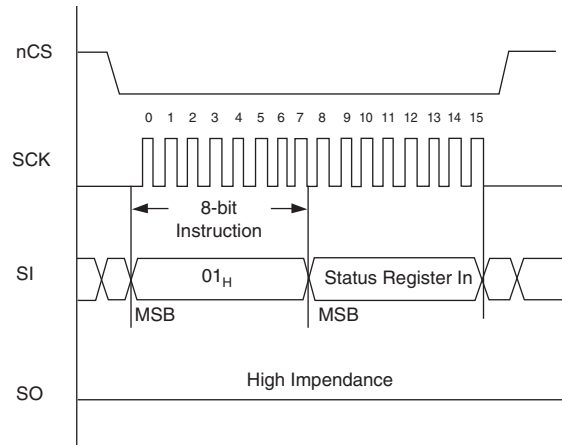 nCS
0 1 2 3 4 5 6 7 8 9 10 11 12 13 14 15
SCK
8-bit
Instruction
SI
01H
Status Register In
MSB
MSB
High Impendance
SO